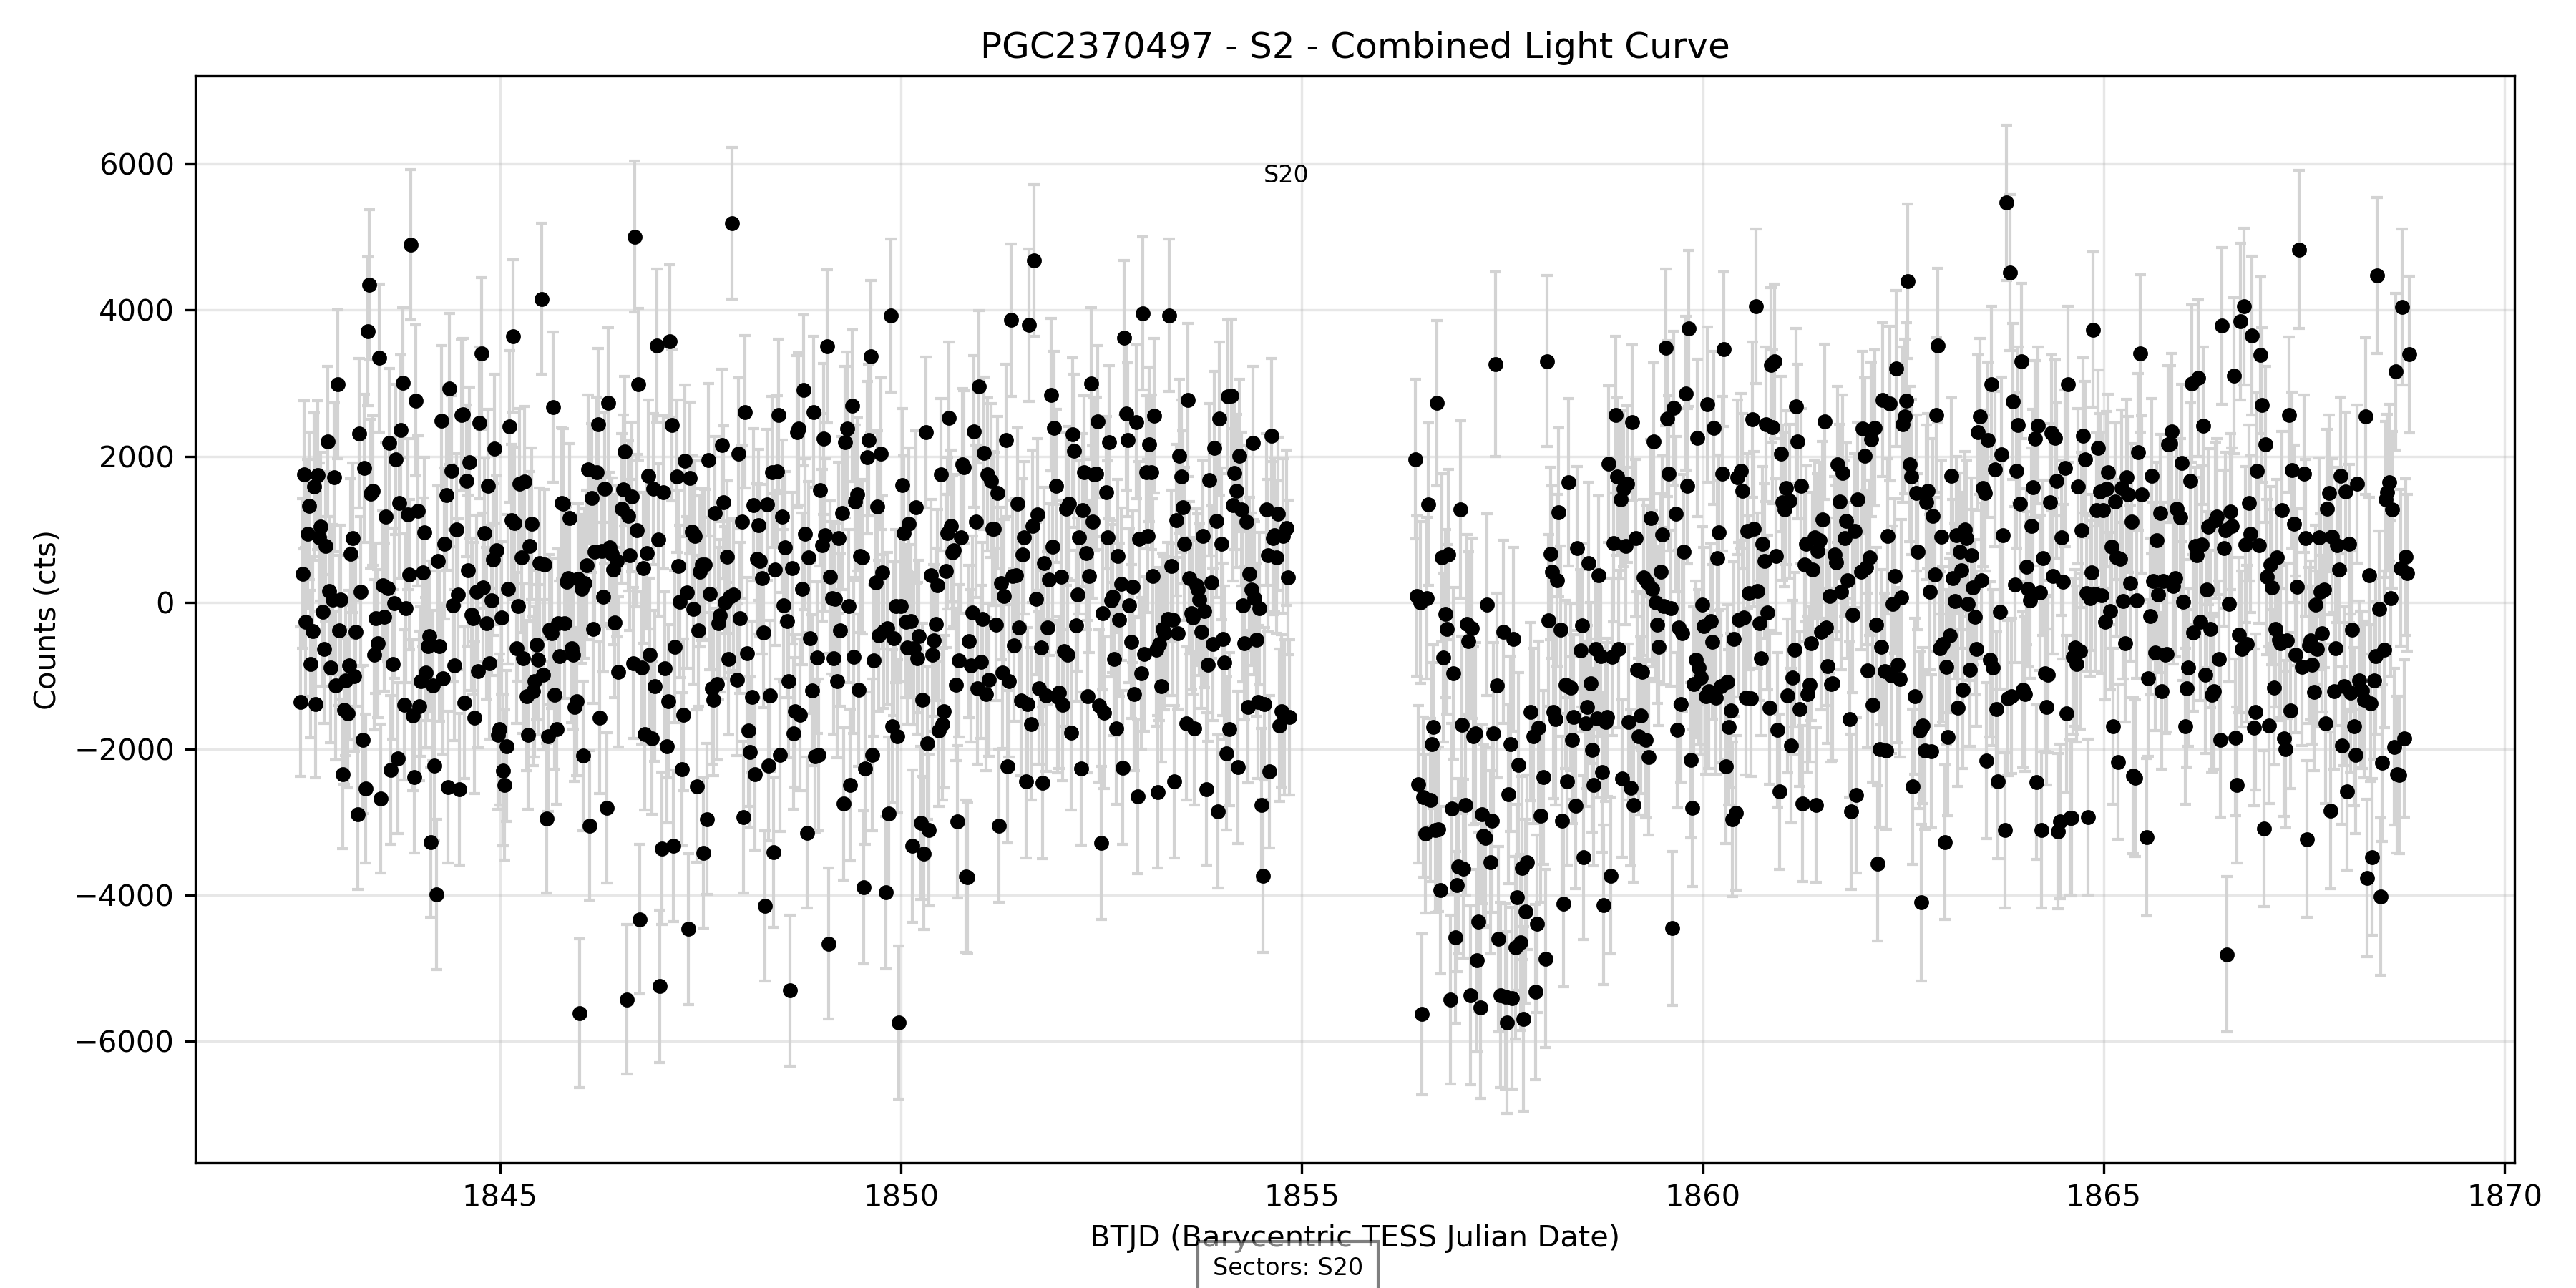 PGC2370497 - S2 - Combined Light Curve
S20
6000
4000
2000
0
−2000
−4000
−6000
Counts (cts)
1845
1850
1855
1860
1865
1870
BTJD (Barycentric TESS Julian Date)
Sectors: S20